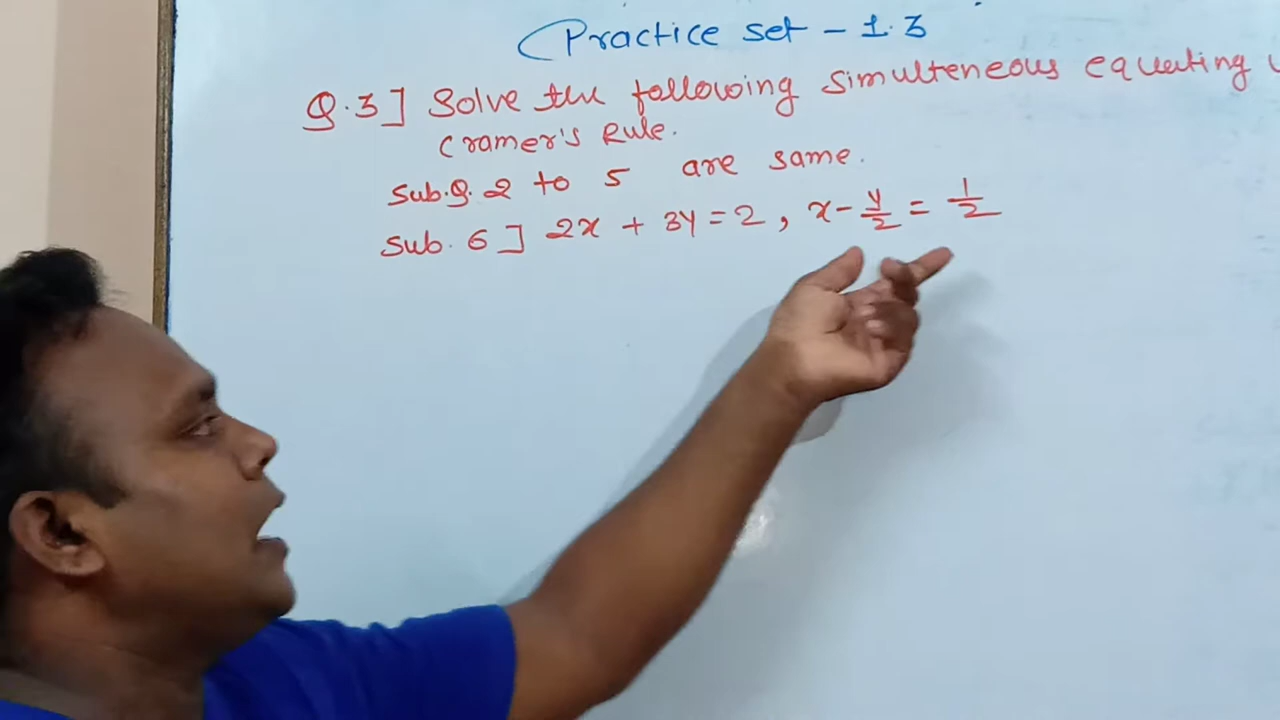 Practice set - 1.3
Q.3] Solve the following simulteneous equating
Cramer's Rule.
Sub.Q. 2 to 5 are same.
Sub. 6] 2x + 3y = 2, x - y/2 = 1/2